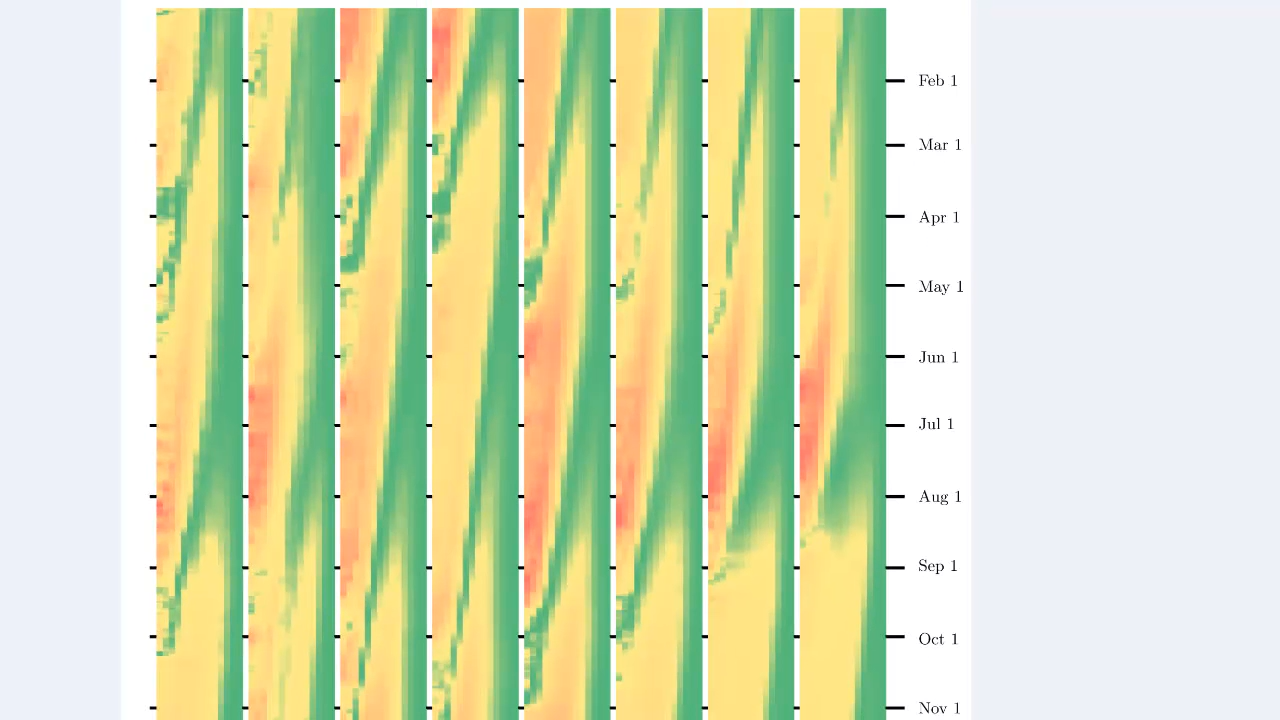 Feb 1
Mar 1
Apr 1
May 1
Jun 1
Jul 1
Aug 1
Sep 1
Oct 1
Nov 1